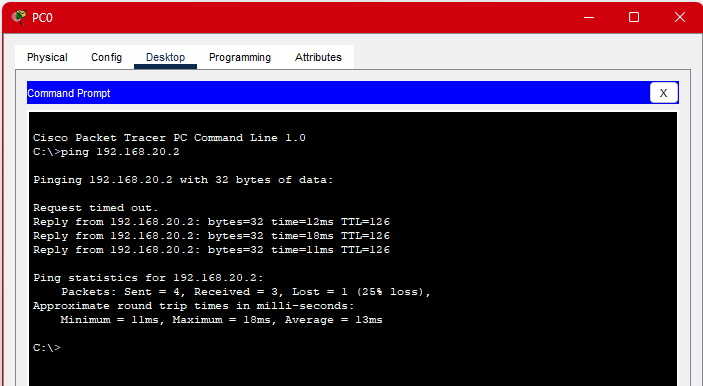 PC0
Physical Config Desktop Programming Attributes
Command Prompt X
Cisco Packet Tracer PC Command Line 1.0
C:\>ping 192.168.20.2
Pinging 192.168.20.2 with 32 bytes of data:
Request timed out.
Reply from 192.168.20.2: bytes=32 time=12ms TTL=126
Reply from 192.168.20.2: bytes=32 time=18ms TTL=126
Reply from 192.168.20.2: bytes=32 time=11ms TTL=126
Ping statistics for 192.168.20.2:
Packets: Sent = 4, Received = 3, Lost = 1 (25% loss),
Approximate round trip times in milli-seconds:
Minimum = 11ms, Maximum = 18ms, Average = 13ms
C:\>